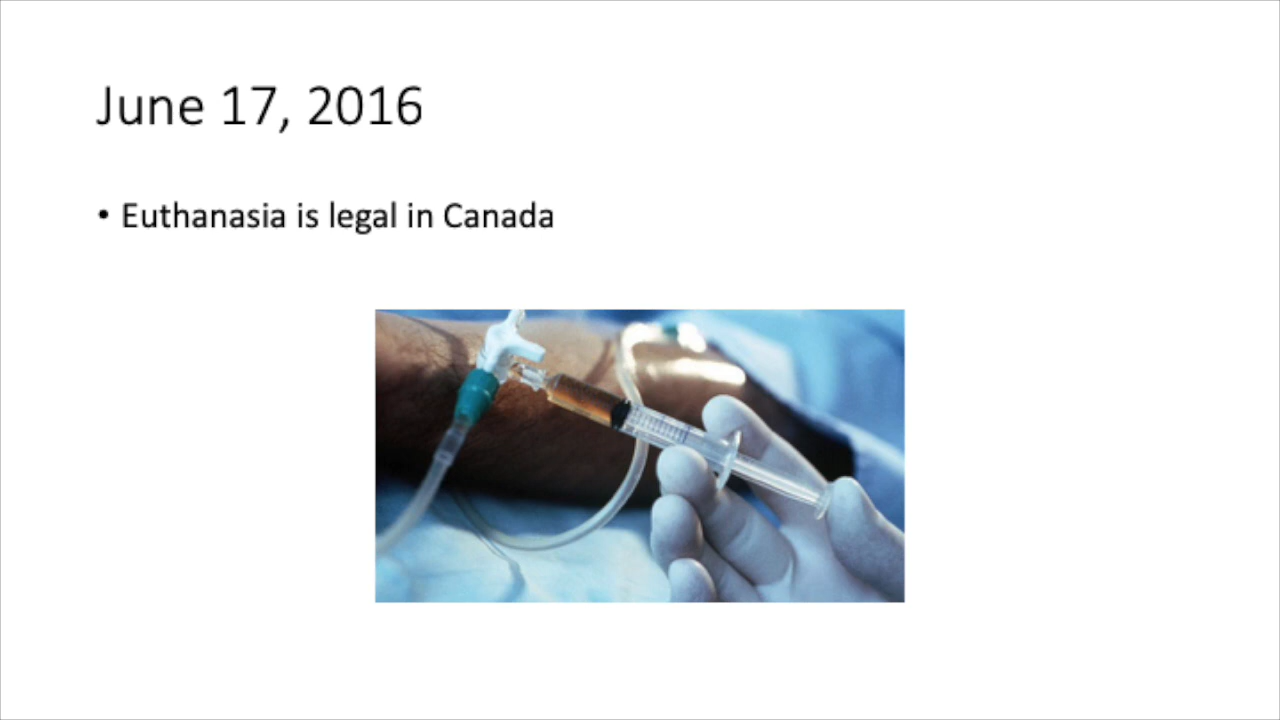 June 17, 2016
• Euthanasia is legal in Canada